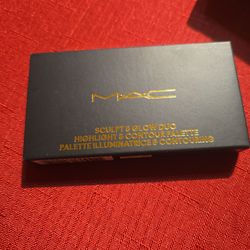 MAC
SCULPT & GLOW DUO
HIGHLIGHT & CONTOUR PALETTE
PALETTE ILLUMINATRICE & CONTOURING